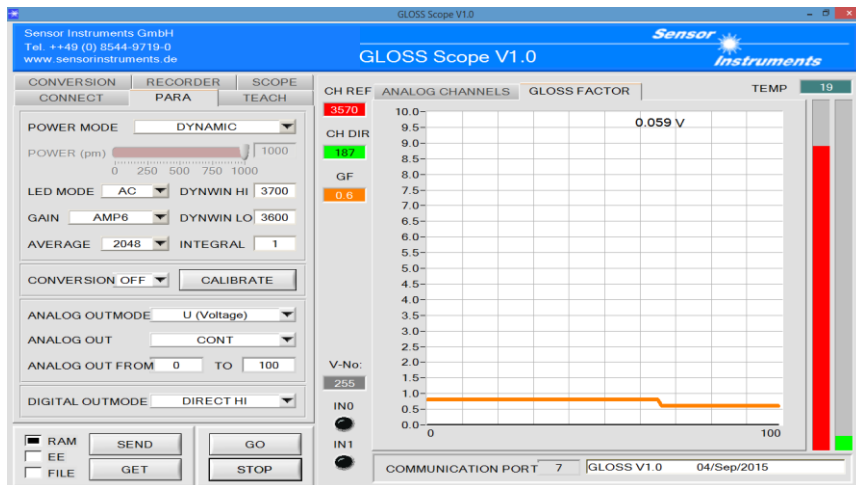 GLOSS Scope V1.0
Sensor Instruments GmbH
Tel. ++49 (0) 8544-9719-0
www.sensorinstruments.de
GLOSS Scope V1.0
Sensor
Instruments
CONVERSION RECORDER SCOPE
CONNECT PARA TEACH
POWER MODE DYNAMIC
POWER (pm) 1000
0 250 500 750 1000
LED MODE AC DYNWIN HI 3700
GAIN AMP6 DYNWIN LO 3600
AVERAGE 2048 INTEGRAL 1
CONVERSION OFF CALIBRATE
ANALOG OUTMODE U (Voltage)
ANALOG OUT CONT
ANALOG OUT FROM 0 TO 100
DIGITAL OUTMODE DIRECT HI
RAM
EE
FILE
SEND GO
GET STOP
CH REF
3570
CH DIR
187
GF
0.6
V-No:
255
IN0
IN1
ANALOG CHANNELS GLOSS FACTOR
TEMP 19
0.059 V
10.0
9.5
9.0
8.5
8.0
7.5
7.0
6.5
6.0
5.5
5.0
4.5
4.0
3.5
3.0
2.5
2.0
1.5
1.0
0.5
0.0
0 100
COMMUNICATION PORT 7 GLOSS V1.0 04/Sep/2015